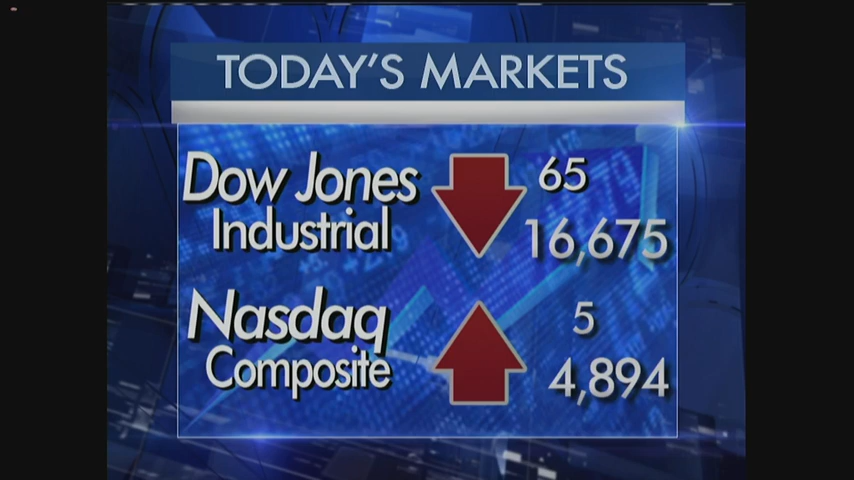 TODAY'S MARKETS
Dow Jones 65
Industrial 16,675
Nasdaq 5
Composite 4,894